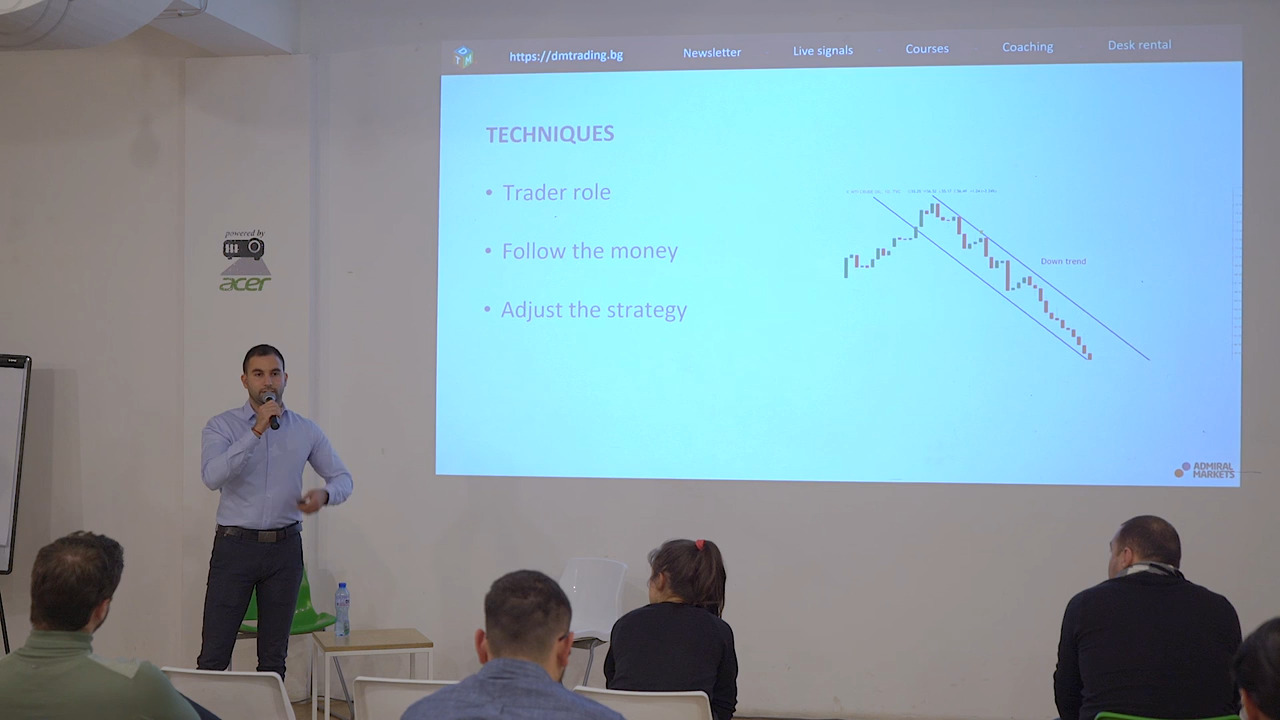 https://dmtrading.bg Newsletter Live signals Courses Coaching Desk rental
TECHNIQUES
• Trader role
• Follow the money
• Adjust the strategy
Down trend
ADMIRAL
MARKETS
powered by
acer